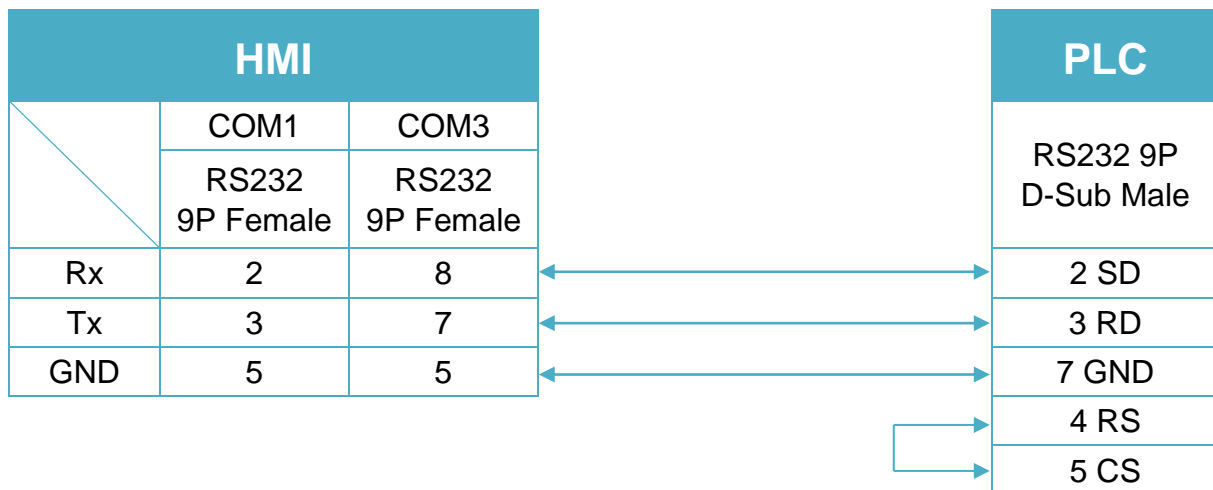 HMI PLC
COM1 COM3
RS232 9P
D-Sub Male
RS232 RS232
9P Female 9P Female
Rx 2 8 2 SD
Tx 3 7 3 RD
GND 5 5 7 GND
4 RS
5 CS